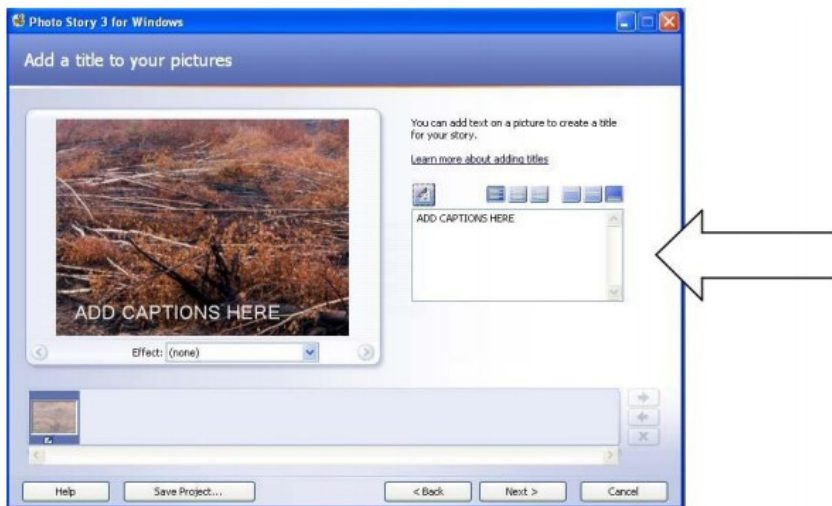 Photo Story 3 for Windows
Add a title to your pictures
You can add text on a picture to create a title
for your story.
Learn more about adding titles
ADD CAPTIONS HERE
ADD CAPTIONS HERE
Effect: (none)
Help
Save Project...
< Back
Next >
Cancel